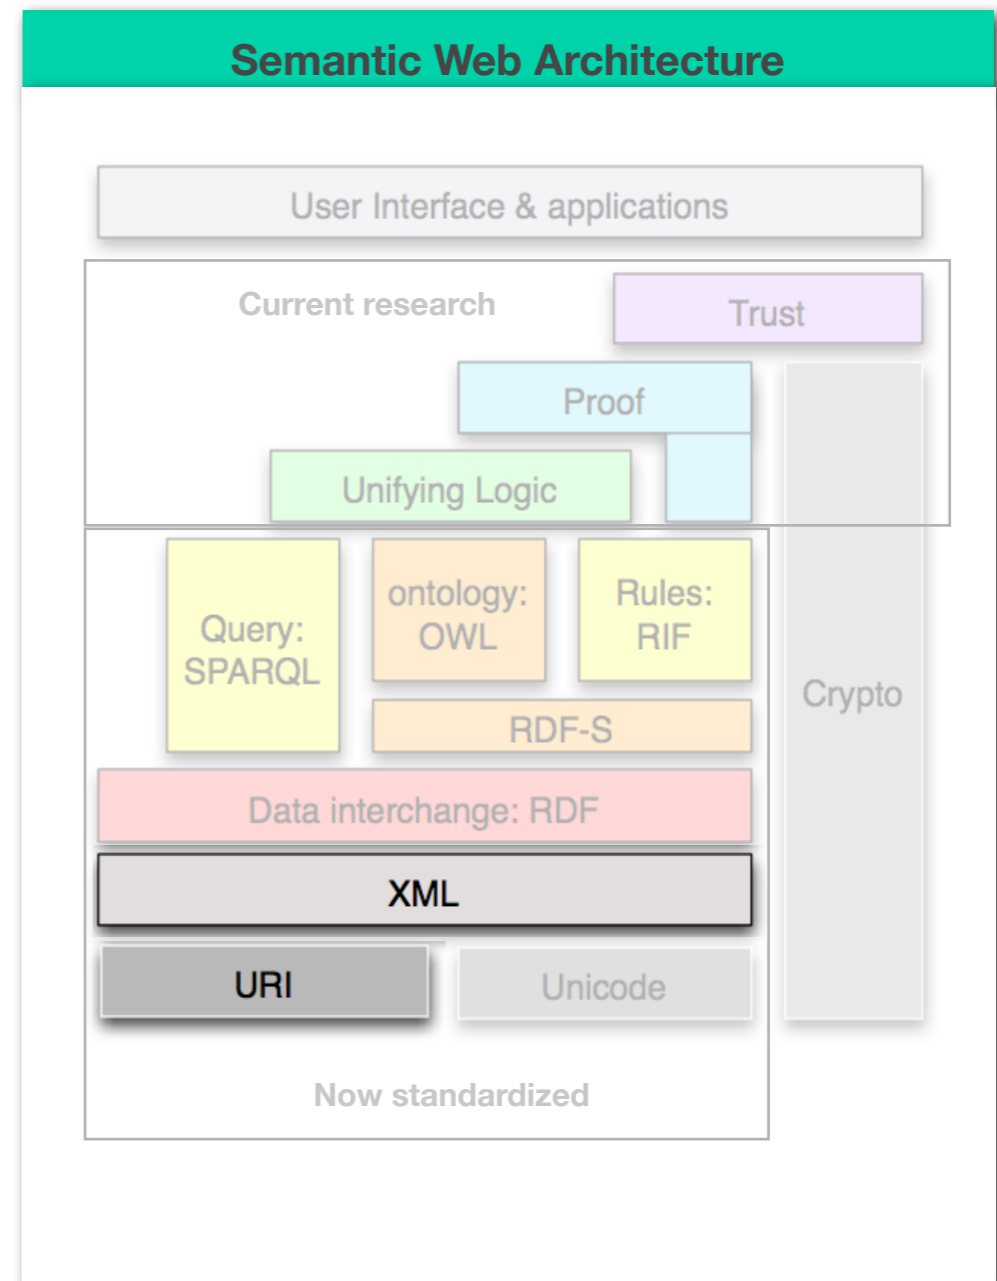 Semantic Web Architecture
User Interface & applications
Current research
Trust
Proof
Unifying Logic
Query:
SPARQL
ontology:
OWL
Rules:
RIF
Crypto
RDF-S
Data interchange: RDF
XML
URI
Unicode
Now standardized